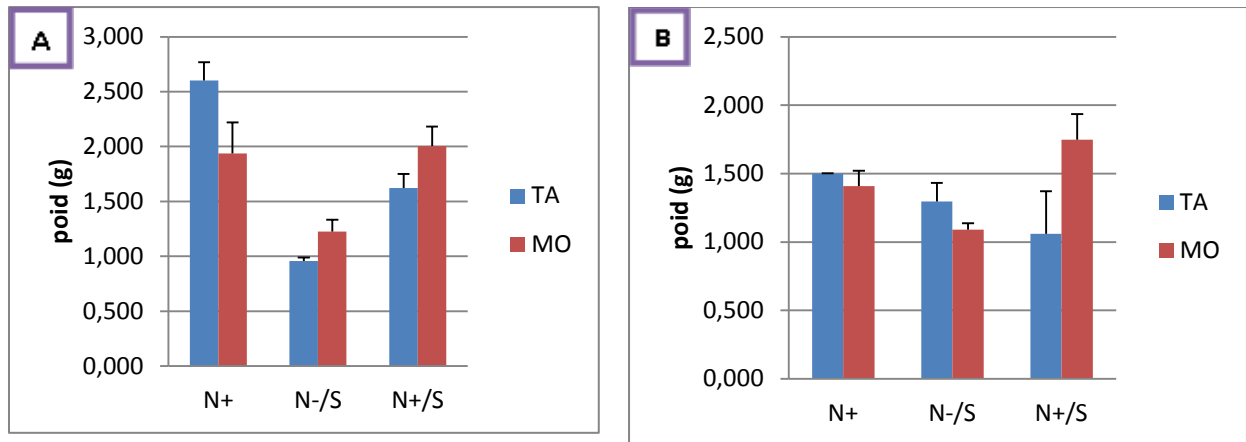 A
3,000
2,500
2,000
1,500
1,000
0,500
0,000
poid (g)
N+ N-/S N+/S
TA
MO
B
2,500
2,000
1,500
1,000
0,500
0,000
poid (g)
N+ N-/S N+/S
TA
MO